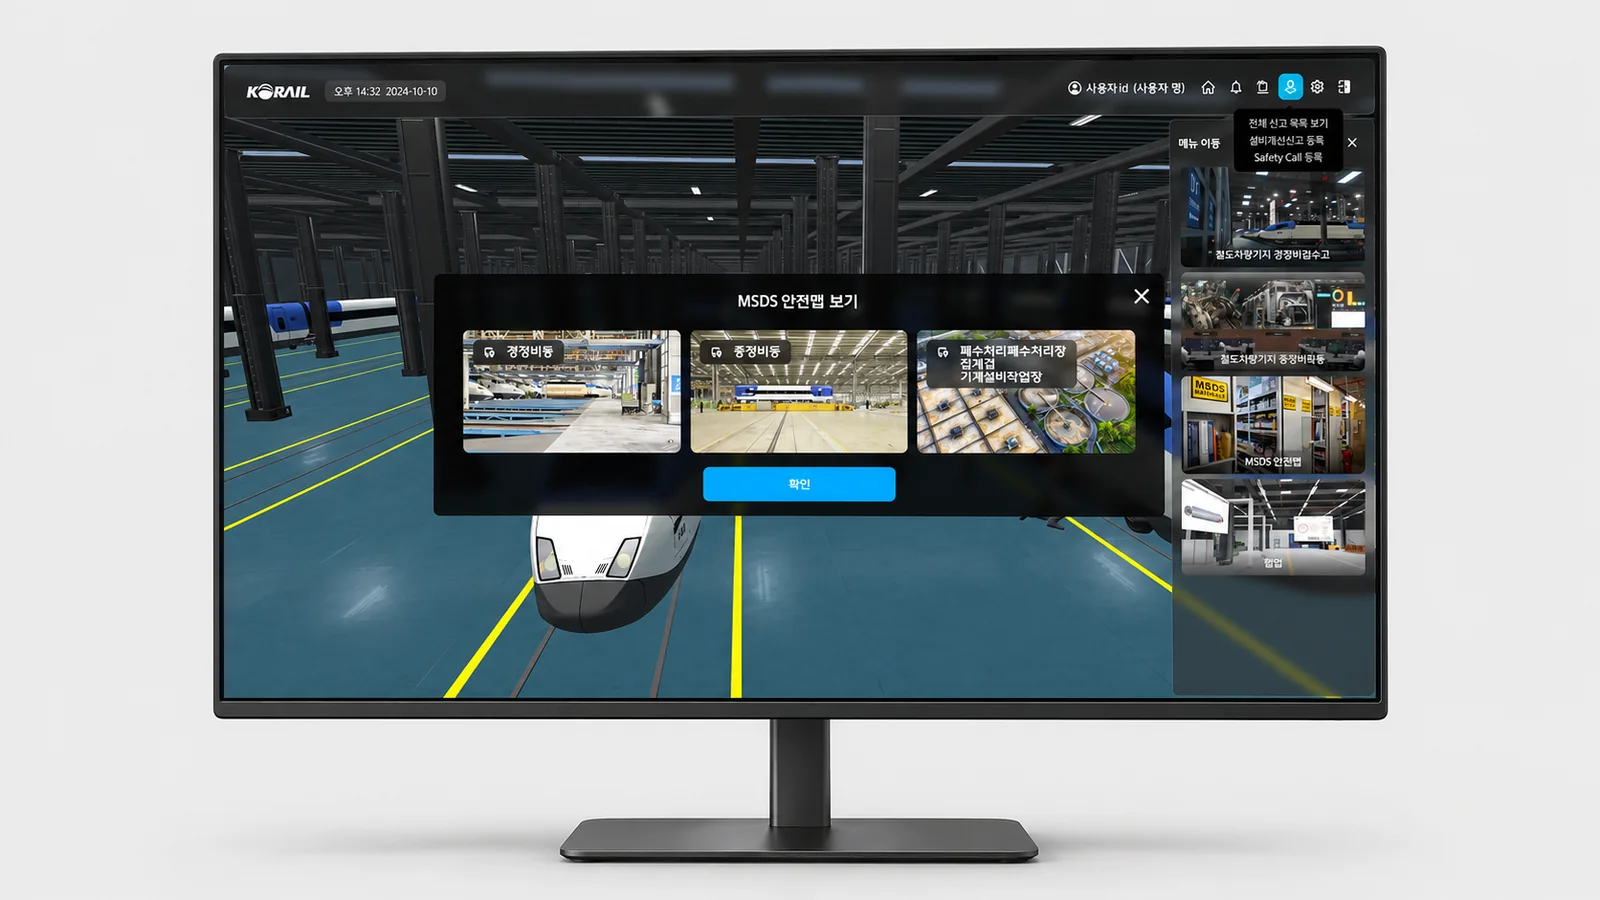 KORAIL
오후 14:32 2024-10-10
사용자id (사용자 명)
전체 신고 목록 보기
설비개선신고 등록
Safety Call 등록
메뉴 이동
철도차량기지 경정비검수고
철도차량기지 중정비락동
MSDS
MSDS 안전맵
협업
MSDS 안전맵 보기
경정비동
중정비동
폐수처리폐수처리장
집게겁
기계설비작업장
확인